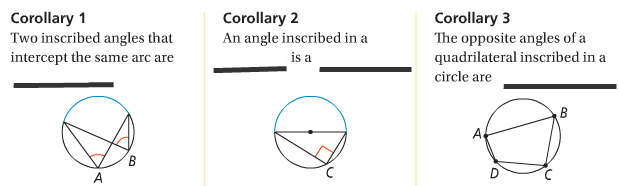 Corollary 1
Two inscribed angles that
intercept the same arc are
A
B
Corollary 2
An angle inscribed in a
is a
C
Corollary 3
The opposite angles of a
quadrilateral inscribed in a
circle are
A
B
D
C